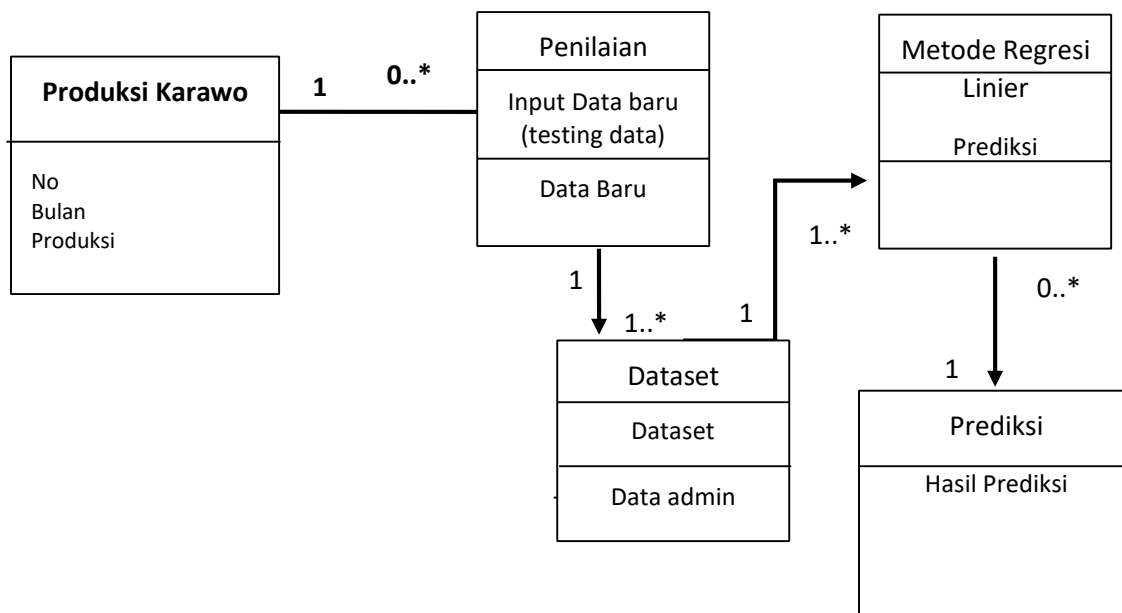 Produksi Karawo
No
Bulan
Produksi
1
0..*
Penilaian
Input Data baru
(testing data)
Data Baru
1
1..*
Dataset
Dataset
Data admin
1
1..*
Metode Regresi
Linier
Prediksi
0..*
1
Prediksi
Hasil Prediksi